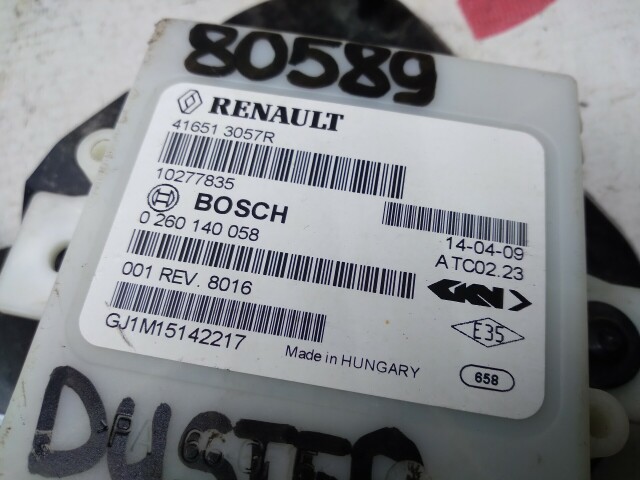 80589
RENAULT
41651 3057R
10277835
BOSCH
0 260 140 058
14-04-09
ATC02.23
001 REV. 8016
GKN
E35
GJ1M15142217
Made in HUNGARY
658
DUSTER